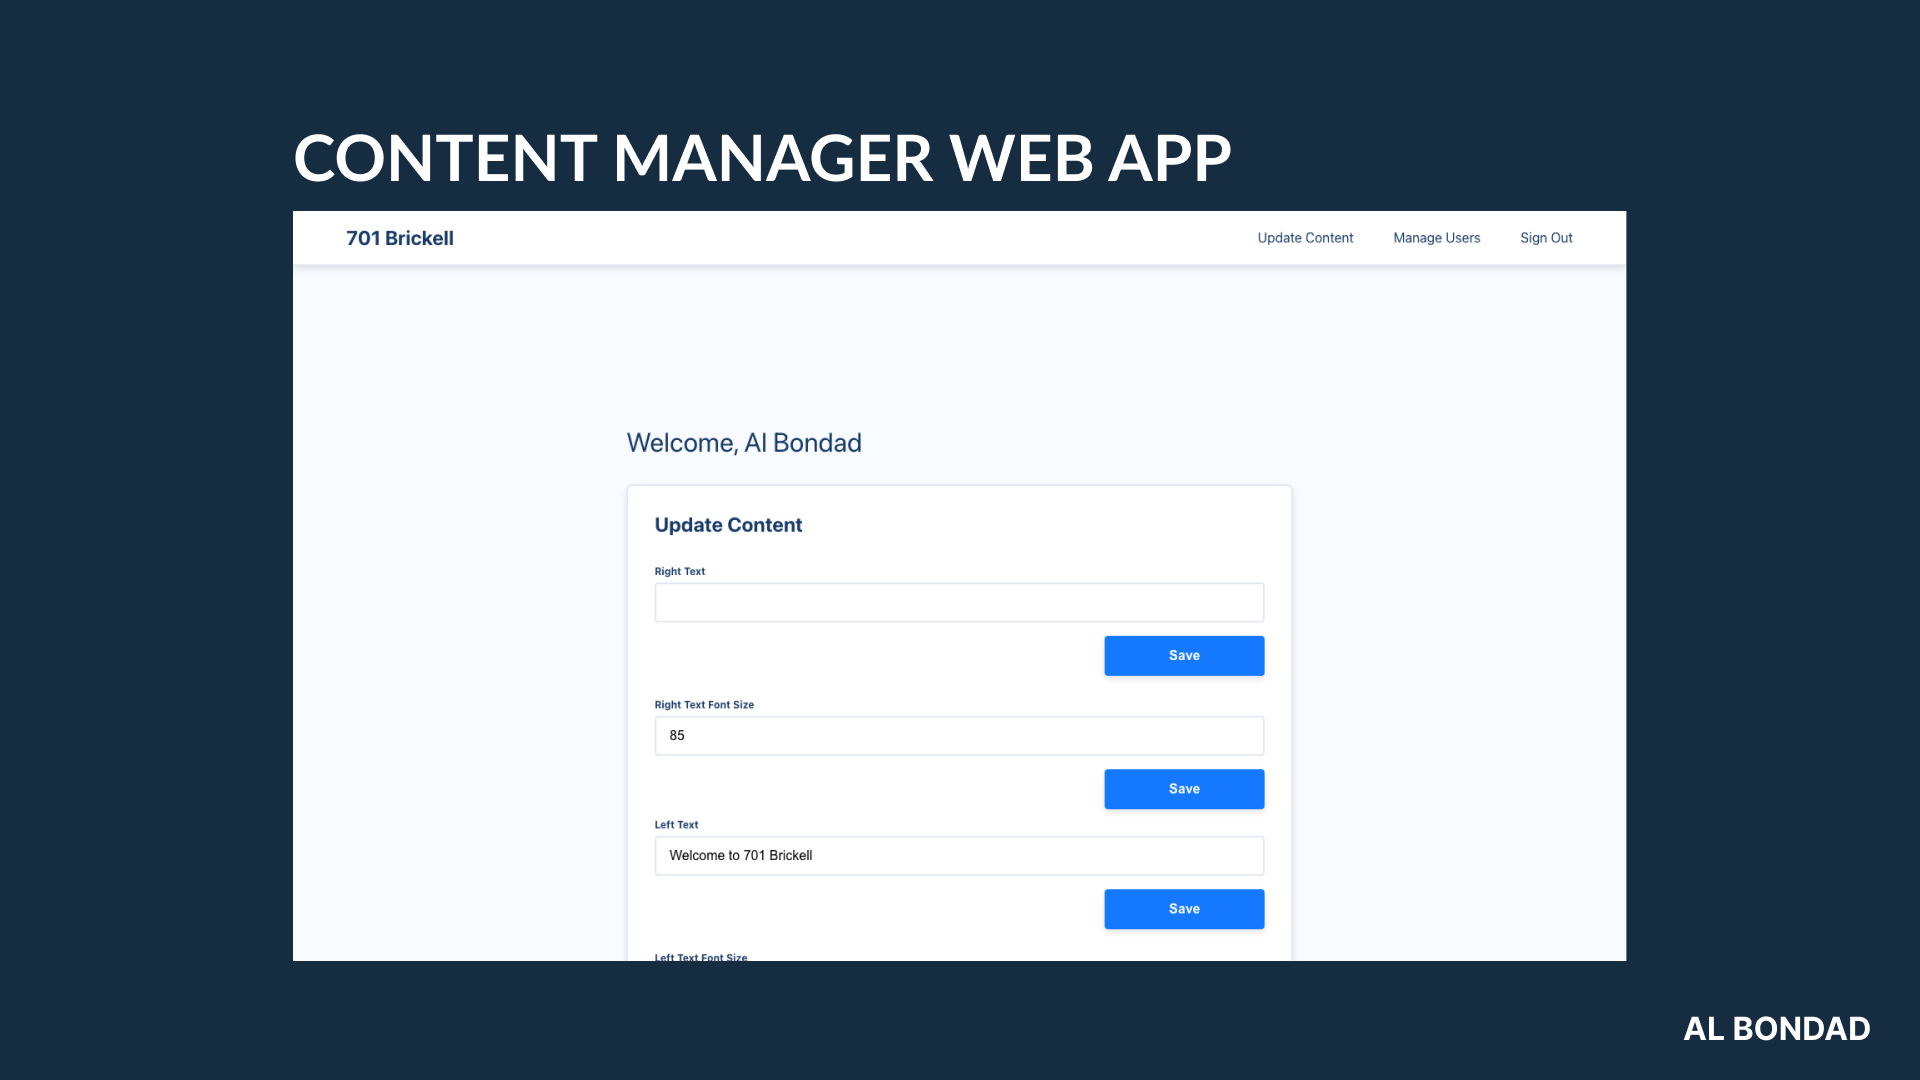 CONTENT MANAGER WEB APP
701 Brickell
Update Content
Manage Users
Sign Out
Welcome, Al Bondad
Update Content
Right Text
Save
Right Text Font Size
85
Save
Left Text
Welcome to 701 Brickell
Save
Left Text Font Size
AL BONDAD